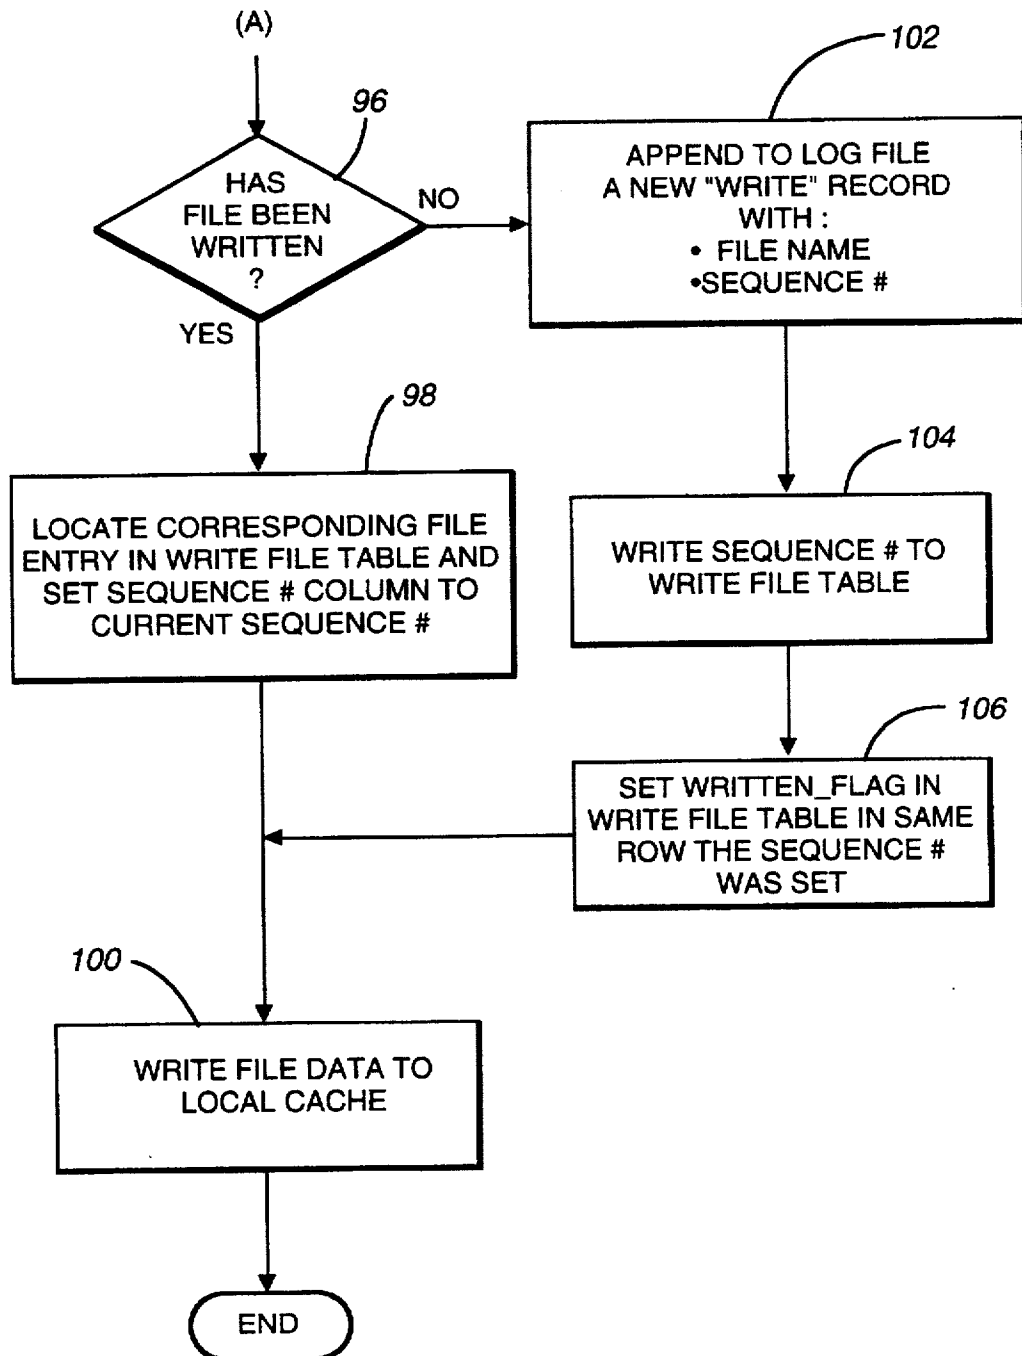 (A)
96
HAS
FILE BEEN
WRITTEN
?
NO
YES
102
APPEND TO LOG FILE
A NEW "WRITE" RECORD
WITH :
• FILE NAME
•SEQUENCE #
98
LOCATE CORRESPONDING FILE
ENTRY IN WRITE FILE TABLE AND
SET SEQUENCE # COLUMN TO
CURRENT SEQUENCE #
104
WRITE SEQUENCE # TO
WRITE FILE TABLE
106
SET WRITTEN_FLAG IN
WRITE FILE TABLE IN SAME
ROW THE SEQUENCE #
WAS SET
100
WRITE FILE DATA TO
LOCAL CACHE
END